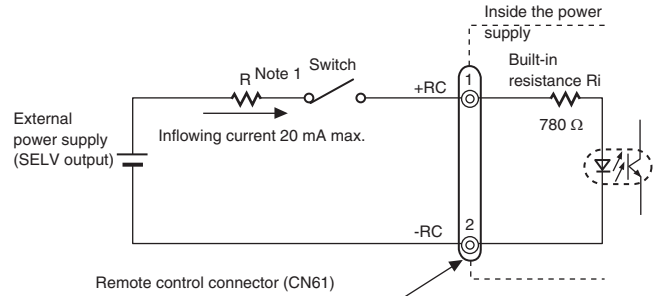 Inside the power
supply
R Note 1 Switch
+RC
1
Built-in
resistance Ri
780 Ω
External
power supply
(SELV output)
Inflowing current 20 mA max.
-RC
2
Remote control connector (CN61)